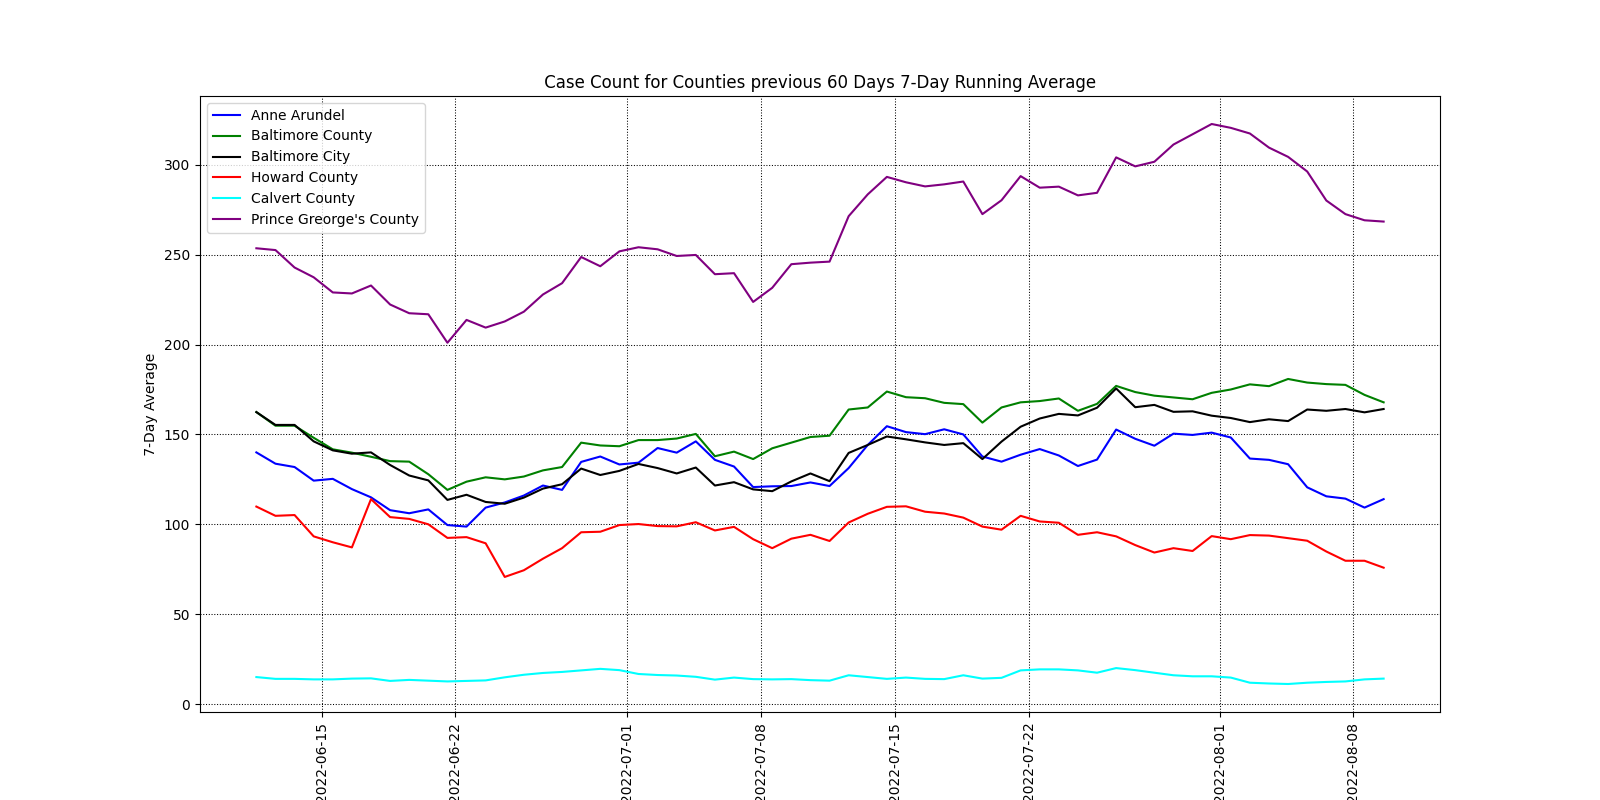 Case Count for Counties previous 60 Days 7-Day Running Average
Anne Arundel
Baltimore County
Baltimore City
Howard County
Calvert County
Prince Greorge's County
7-Day Average
300
250
200
150
100
50
0
2022-06-15
2022-06-22
2022-07-01
2022-07-08
2022-07-15
2022-07-22
2022-08-01
2022-08-08